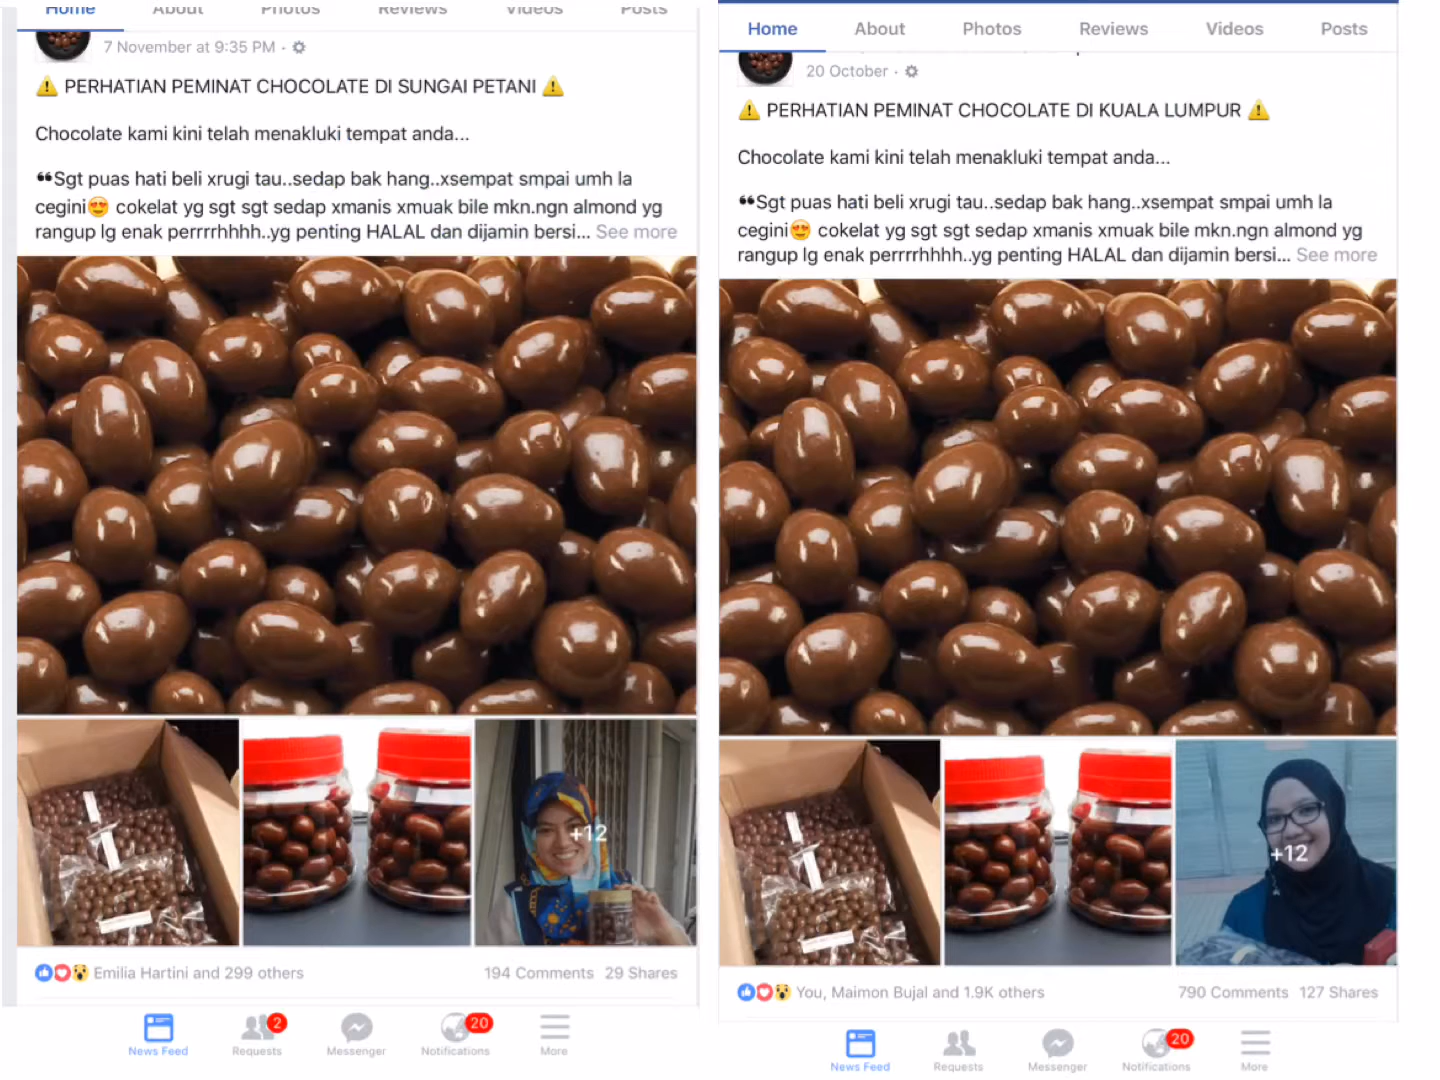 Home About Photos Reviews Videos Posts
7 November at 9:35 PM ·
⚠️ PERHATIAN PEMINAT CHOCOLATE DI SUNGAI PETANI ⚠️
Chocolate kami kini telah menakluki tempat anda...
❝Sgt puas hati beli xrugi tau..sedap bak hang..xsempat smpai umh la
cegini😍 cokelat yg sgt sgt sedap xmanis xmuak bile mkn.ngn almond yg
rangup lg enak perrrrhhhh..yg penting HALAL dan dijamin bersi... See more
+12
Emilia Hartini and 299 others 194 Comments 29 Shares
2 20
News Feed Requests Messenger Notifications More
Home About Photos Reviews Videos Posts
20 October ·
⚠️ PERHATIAN PEMINAT CHOCOLATE DI KUALA LUMPUR ⚠️
Chocolate kami kini telah menakluki tempat anda...
❝Sgt puas hati beli xrugi tau..sedap bak hang..xsempat smpai umh la
cegini😍 cokelat yg sgt sgt sedap xmanis xmuak bile mkn.ngn almond yg
rangup lg enak perrrrhhhh..yg penting HALAL dan dijamin bersi... See more
+12
You, Maimon Bujal and 1.9K others 790 Comments 127 Shares
20
News Feed Requests Messenger Notifications More